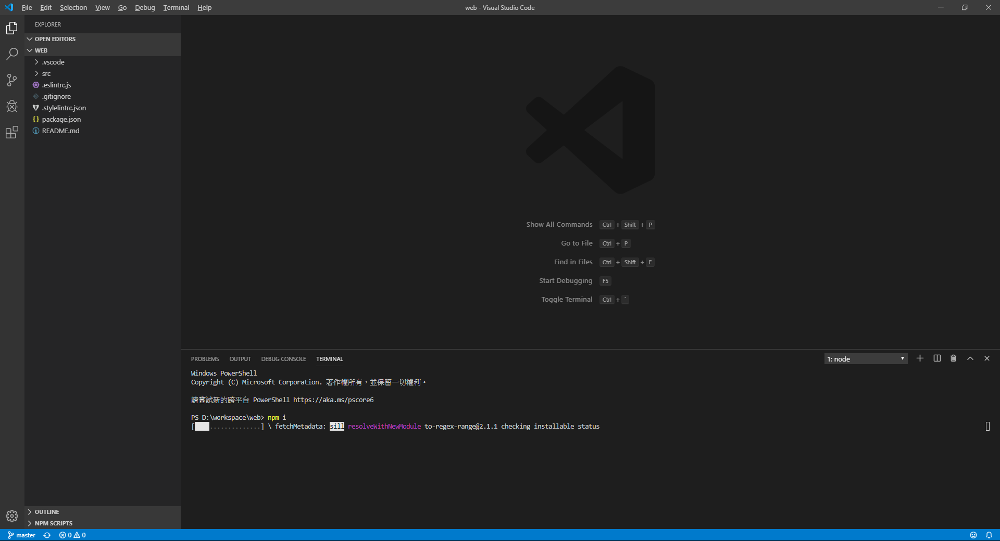 File Edit Selection View Go Debug Terminal Help
web - Visual Studio Code
EXPLORER
OPEN EDITORS
WEB
.vscode
src
.eslintrc.js
.gitignore
.stylelintrc.json
package.json
README.md
Show All Commands Ctrl + Shift + P
Go to File Ctrl + P
Find in Files Ctrl + Shift + F
Start Debugging F5
Toggle Terminal Ctrl + `
PROBLEMS OUTPUT DEBUG CONSOLE TERMINAL
1: node
Windows PowerShell
Copyright (C) Microsoft Corporation. 著作權所有，並保留一切權利。
請嘗試新的跨平台 PowerShell https://aka.ms/pscore6
PS D:\workspace\web> npm i
[    ..............] \ fetchMetadata: sill resolveWithNewModule to-regex-range@2.1.1 checking installable status
OUTLINE
NPM SCRIPTS
master 0 0